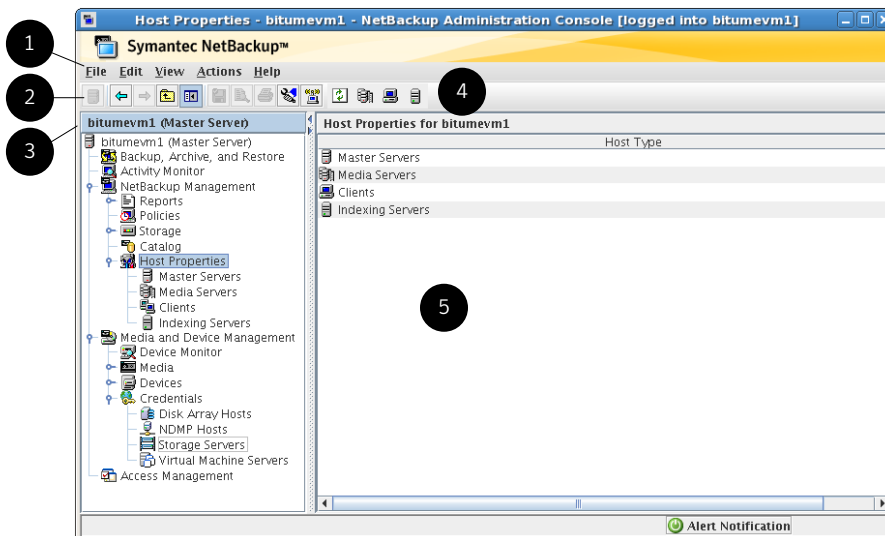 Host Properties - bitumevm1 - NetBackup Administration Console [logged into bitumevm1]
1
Symantec NetBackup™
File Edit View Actions Help
2
4
3
bitumevm1 (Master Server)
Host Properties for bitumevm1
bitumevm1 (Master Server)
Backup, Archive, and Restore
Activity Monitor
NetBackup Management
Reports
Policies
Storage
Catalog
Host Properties
Master Servers
Media Servers
Clients
Indexing Servers
Media and Device Management
Device Monitor
Media
Devices
Credentials
Disk Array Hosts
NDMP Hosts
Storage Servers
Virtual Machine Servers
Access Management
Host Type
Master Servers
Media Servers
Clients
Indexing Servers
5
Alert Notification